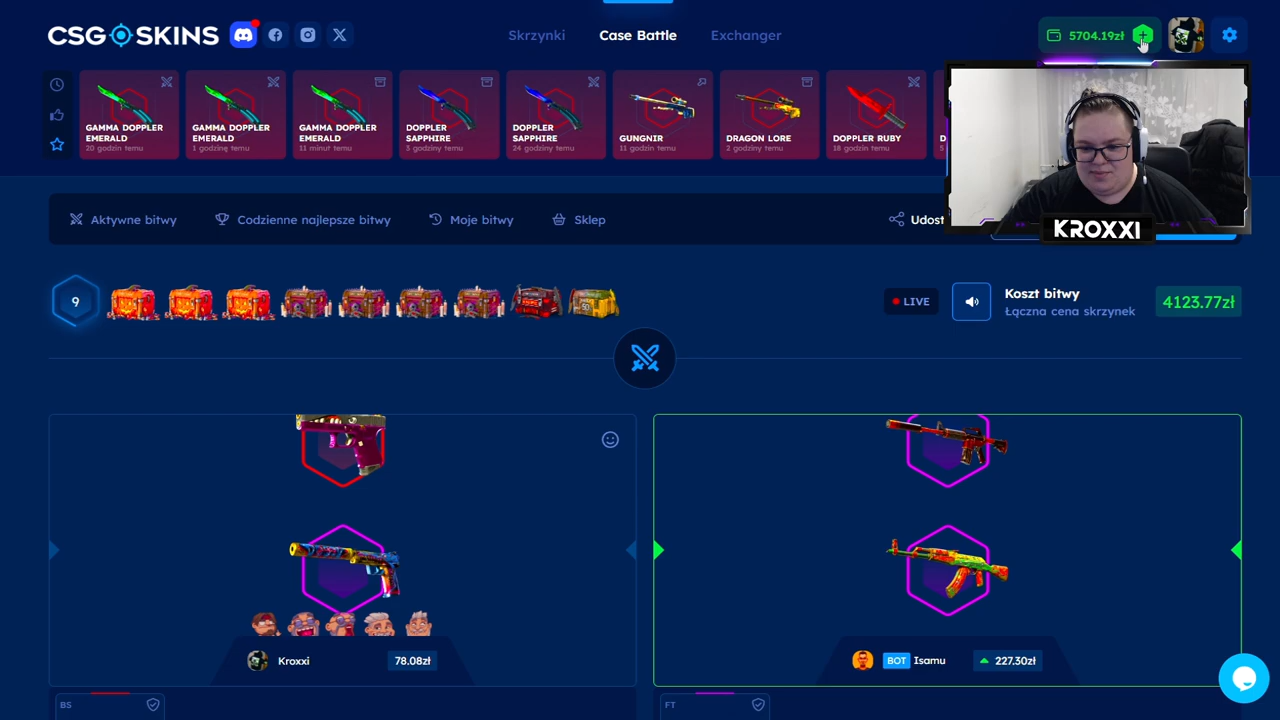 CSG SKINS
Skrzynki
Case Battle
Exchanger
5704.19zł
GAMMA DOPPLER
EMERALD
20 godzin temu
GAMMA DOPPLER
EMERALD
1 godzinę temu
GAMMA DOPPLER
EMERALD
11 minut temu
DOPPLER
SAPPHIRE
3 godziny temu
DOPPLER
SAPPHIRE
24 godziny temu
GUNGNIR
11 godzin temu
DRAGON LORE
2 godziny temu
DOPPLER RUBY
18 godzin temu
KROXXI
Aktywne bitwy
Codzienne najlepsze bitwy
Moje bitwy
Sklep
Udost
9
LIVE
Koszt bitwy
Łączna cena skrzynek
4123.77zł
Kroxxi
78.08zł
BOT Isamu
227.30zł
BS
FT